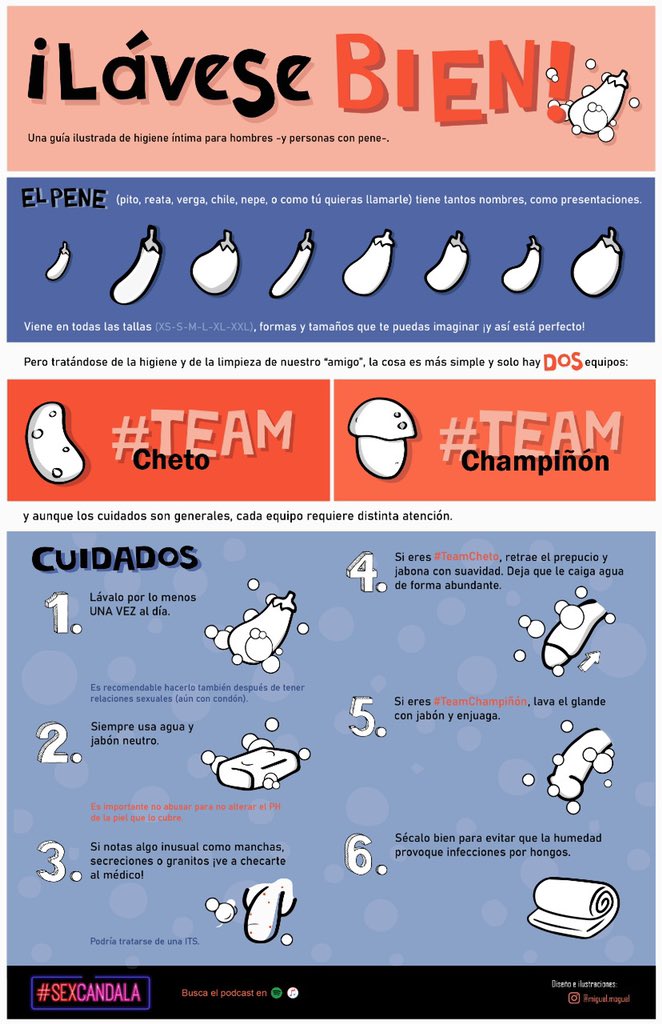 ¡Lávese BIEN!
Una guía ilustrada de higiene íntima para hombres -y personas con pene-.
EL PENE (pito, reata, verga, chile, nepe, o como tú quieras llamarle) tiene tantos nombres, como presentaciones.
Viene en todas las tallas (XS-S-M-L-XL-XXL), formas y tamaños que te puedas imaginar ¡y así está perfecto!
Pero tratándose de la higiene y de la limpieza de nuestro “amigo”, la cosa es más simple y solo hay DOS equipos:
#TEAM
Cheto
#TEAM
Champiñón
y aunque los cuidados son generales, cada equipo requiere distinta atención.
CUIDADOS
1. Lávalo por lo menos
UNA VEZ al día.
Es recomendable hacerlo también después de tener
relaciones sexuales (aún con condón).
2. Siempre usa agua y
jabón neutro.
Es importante no abusar para no alterar el PH
de la piel que lo cubre.
3. Si notas algo inusual como manchas,
secreciones o granitos ¡ve a checarte
al médico!
Podría tratarse de una ITS.
4. Si eres #TeamCheto, retrae el prepucio y
jabona con suavidad. Deja que le caiga agua
de forma abundante.
5. Si eres #TeamChampiñón, lava el glande
con jabón y enjuaga.
6. Sécalo bien para evitar que la humedad
provoque infecciones por hongos.
#SEXCANDALA
Busca el podcast en
Diseño e ilustraciones:
@miguel.maguel